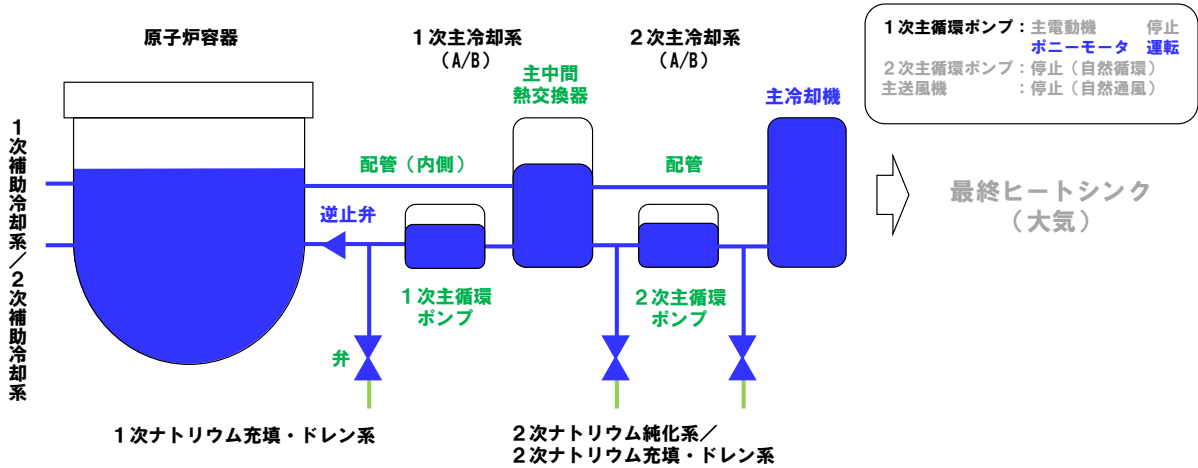 原子炉容器
1次主冷却系
(A/B)
2次主冷却系
(A/B)
1次主循環ポンプ：主電動機　停止
ポニーモータ　運転
2次主循環ポンプ：停止（自然循環）
主送風機　　　　：停止（自然通風）
主中間
熱交換器
主冷却機
1次補助冷却系／2次補助冷却系
配管（内側）
配管
逆止弁
最終ヒートシンク
（大気）
1次主循環
ポンプ
2次主循環
ポンプ
弁
1次ナトリウム充填・ドレン系
2次ナトリウム純化系／
2次ナトリウム充填・ドレン系